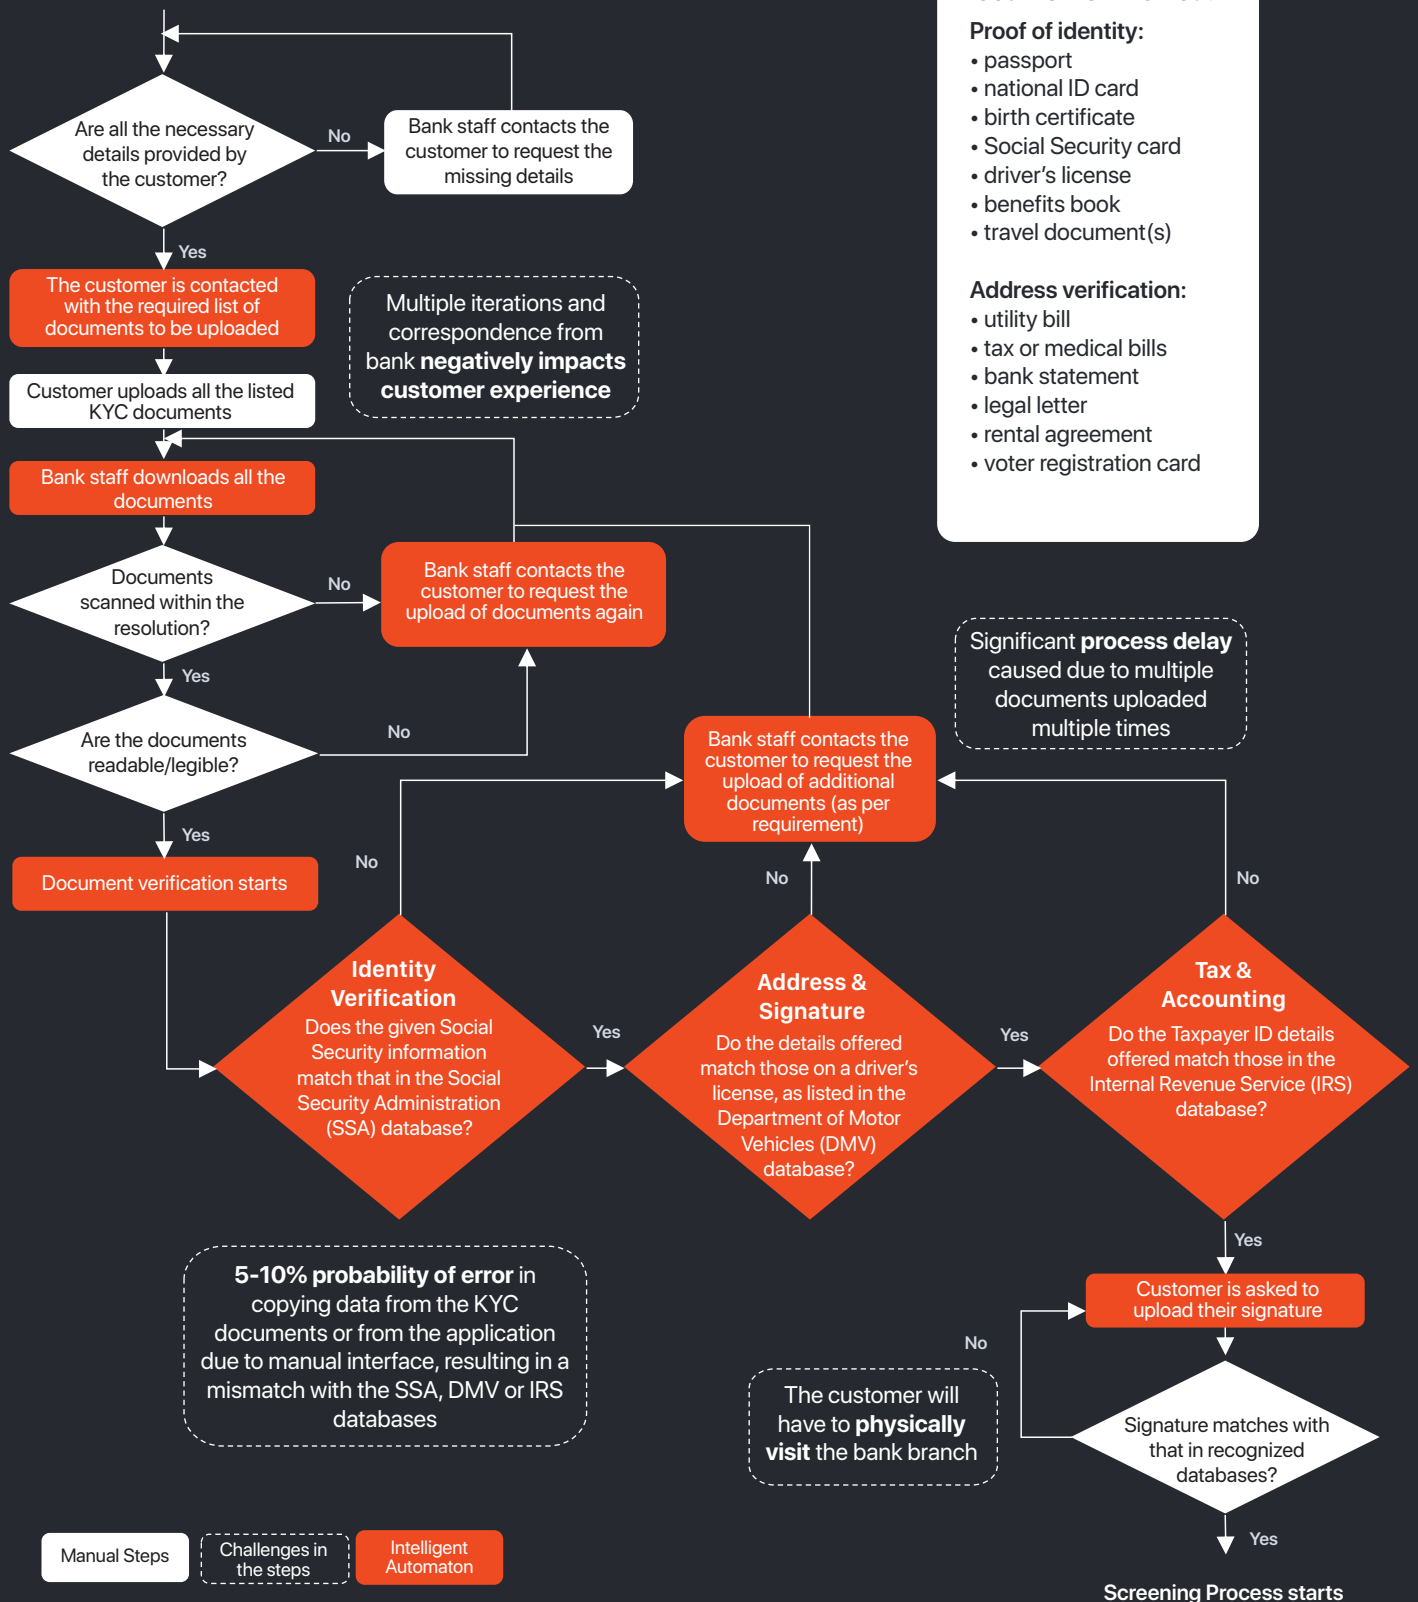 Proof of identity:
• passport
• national ID card
• birth certificate
• Social Security card
• driver's license
• benefits book
• travel document(s)
Address verification:
• utility bill
• tax or medical bills
• bank statement
• legal letter
• rental agreement
• voter registration card
Are all the necessary
details provided by
the customer?
No
Bank staff contacts the
customer to request the
missing details
Yes
The customer is contacted
with the required list of
documents to be uploaded
Multiple iterations and
correspondence from
bank negatively impacts
customer experience
Customer uploads all the listed
KYC documents
Bank staff downloads all the
documents
Documents
scanned within the
resolution?
No
Bank staff contacts the
customer to request the
upload of documents again
Yes
Are the documents
readable/legible?
No
Significant process delay
caused due to multiple
documents uploaded
multiple times
Bank staff contacts the
customer to request the
upload of additional
documents (as per
requirement)
Yes
Document verification starts
No
No
No
Identity
Verification
Does the given Social
Security information
match that in the Social
Security Administration
(SSA) database?
Yes
Address &
Signature
Do the details offered
match those on a driver's
license, as listed in the
Department of Motor
Vehicles (DMV)
database?
Yes
Tax &
Accounting
Do the Taxpayer ID details
offered match those in the
Internal Revenue Service (IRS)
database?
Yes
5-10% probability of error in
copying data from the KYC
documents or from the application
due to manual interface, resulting in a
mismatch with the SSA, DMV or IRS
databases
Customer is asked to
upload their signature
No
The customer will
have to physically
visit the bank branch
Signature matches with
that in recognized
databases?
Yes
Manual Steps
Challenges in
the steps
Intelligent
Automaton
Screening Process starts